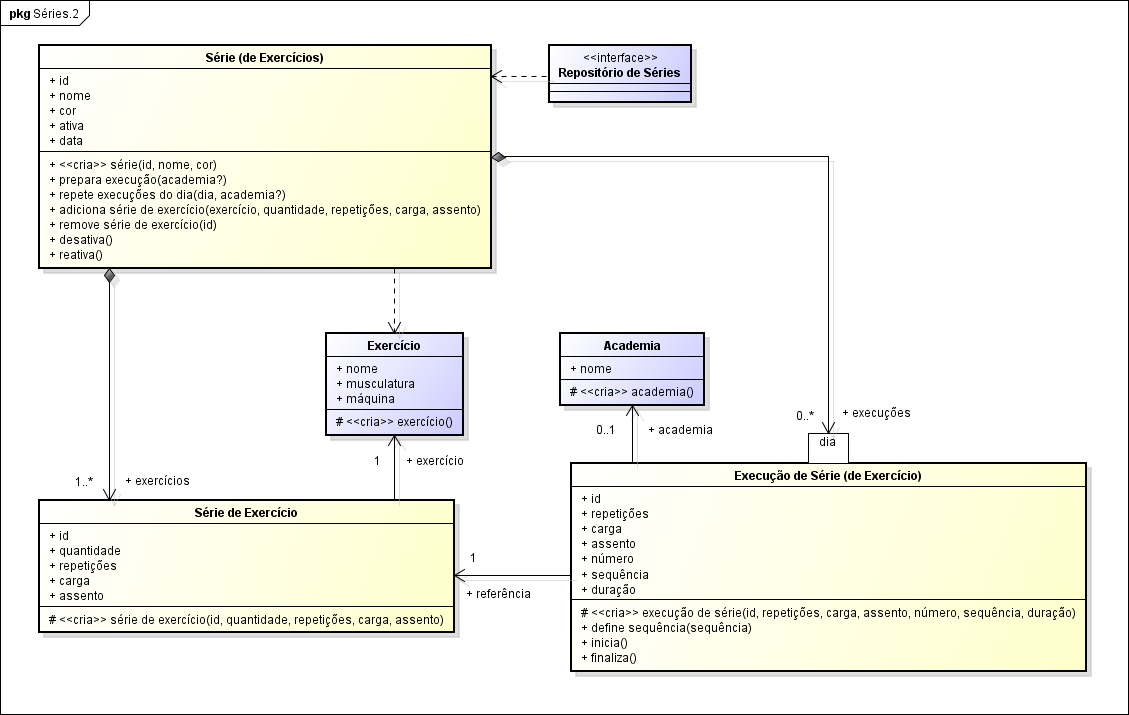 pkg Séries.2
Série (de Exercícios)
+ id
+ nome
+ cor
+ ativa
+ data
+ <<cria>> série(id, nome, cor)
+ prepara execução(academia?)
+ repete execuções do dia(dia, academia?)
+ adiciona série de exercício(exercício, quantidade, repetições, carga, assento)
+ remove série de exercício(id)
+ desativa()
+ reativa()
<<interface>>
Repositório de Séries
Exercício
+ nome
+ musculatura
+ máquina
# <<cria>> exercício()
Academia
+ nome
# <<cria>> academia()
0..*
+ execuções
0..1
+ academia
dia
1
+ exercício
1..*
+ exercícios
Série de Exercício
+ id
+ quantidade
+ repetições
+ carga
+ assento
# <<cria>> série de exercício(id, quantidade, repetições, carga, assento)
1
+ referência
Execução de Série (de Exercício)
+ id
+ repetições
+ carga
+ assento
+ número
+ sequência
+ duração
# <<cria>> execução de série(id, repetições, carga, assento, número, sequência, duração)
+ define sequência(sequência)
+ inicia()
+ finaliza()